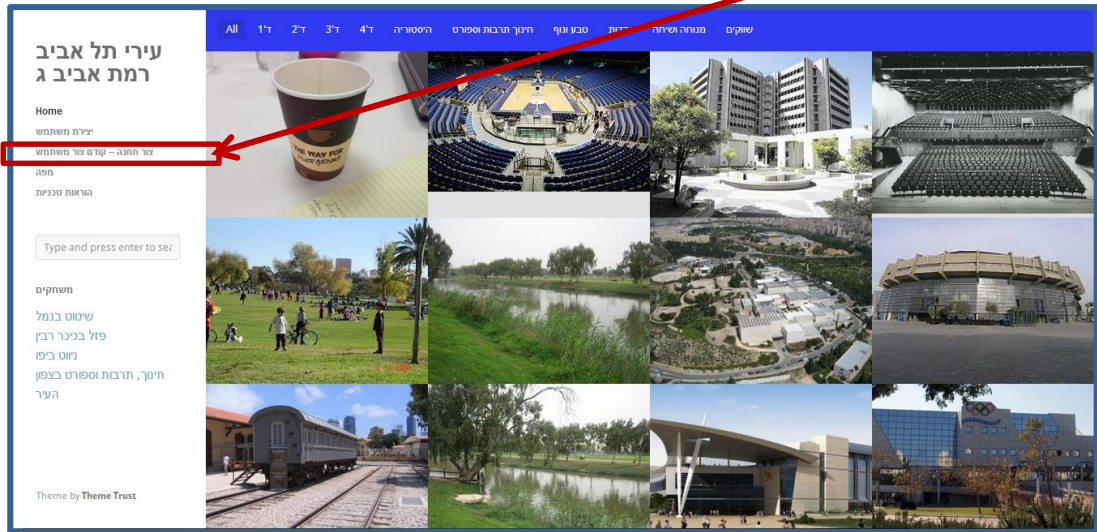 עירי תל אביב
רמת אביב ג
Home
יצירת משתמש
צור תחנה – קודם צור משתמש
מפה
הוראות טכניות
Type and press enter to sea
משחקים
שיטוט בנמל
פזל בכיכר רבין
ניווט ביפו
חינוך, תרבות וספורט בצפון
העיר
Theme by Theme Trust
All ד'1 ד'2 ד'3 ד'4 היסטוריה חינוך תרבות וספורט טבע ונוף מנוחה ושיחה שווקים
THE WAY FOR